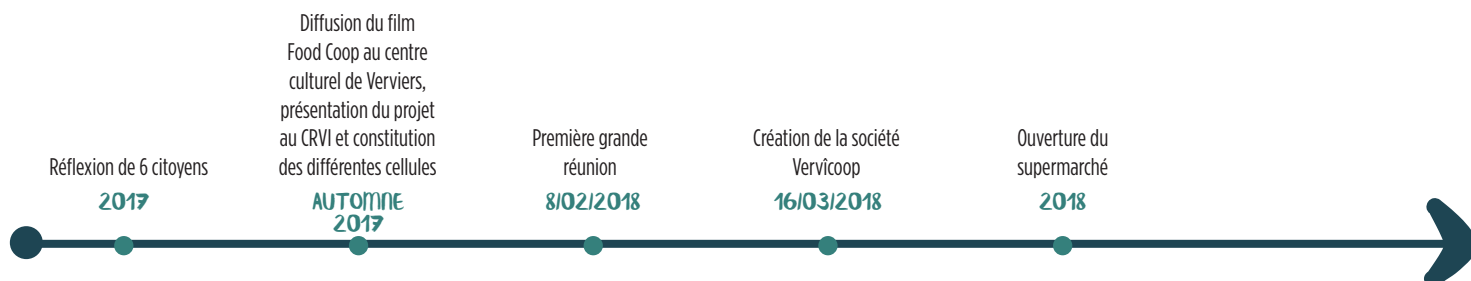 Réflexion de 6 citoyens
2017
Diffusion du film
Food Coop au centre
culturel de Verviers,
présentation du projet
au CRVI et constitution
des différentes cellules
AUTOMNE
2017
Première grande
réunion
8/02/2018
Création de la société
Vervîcoop
16/03/2018
Ouverture du
supermarché
2018